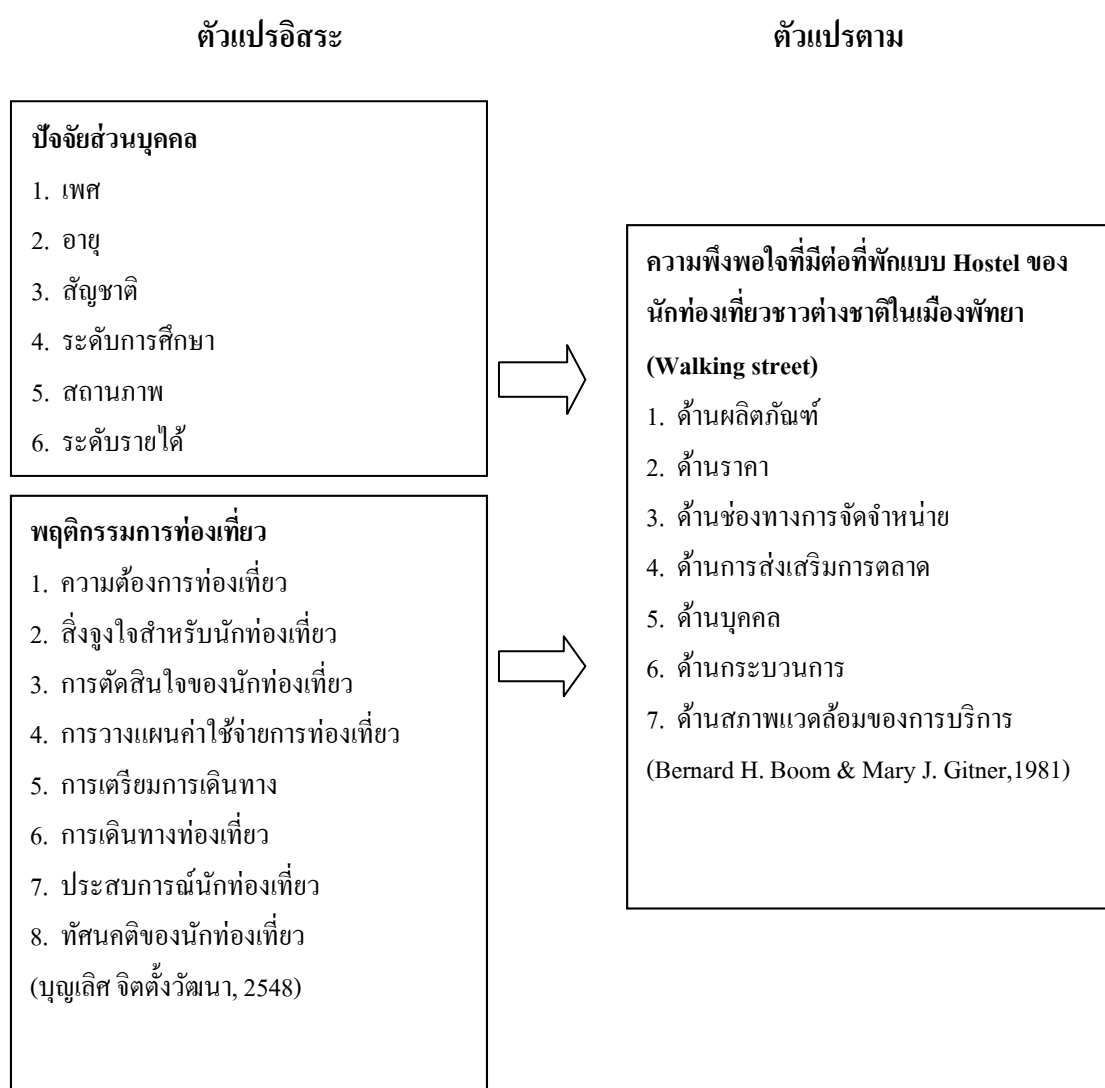 ตัวแปรอิสระ
ตัวแปรตาม
ปัจจัยส่วนบุคคล
1. เพศ
2. อายุ
3. สัญชาติ
4. ระดับการศึกษา
5. สถานภาพ
6. ระดับรายได้
พฤติกรรมการท่องเที่ยว
1. ความต้องการท่องเที่ยว
2. สิ่งจูงใจสำหรับนักท่องเที่ยว
3. การตัดสินใจของนักท่องเที่ยว
4. การวางแผนค่าใช้จ่ายการท่องเที่ยว
5. การเตรียมการเดินทาง
6. การเดินทางท่องเที่ยว
7. ประสบการณ์นักท่องเที่ยว
8. ทัศนคติของนักท่องเที่ยว
(บุญเลิศ จิตตั้งวัฒนา, 2548)
ความพึงพอใจที่มีต่อที่พักแบบ Hostel ของ
นักท่องเที่ยวชาวต่างชาติในเมืองพัทยา
(Walking street)
1. ด้านผลิตภัณฑ์
2. ด้านราคา
3. ด้านช่องทางการจัดจำหน่าย
4. ด้านการส่งเสริมการตลาด
5. ด้านบุคคล
6. ด้านกระบวนการ
7. ด้านสภาพแวดล้อมของการบริการ
(Bernard H. Boom & Mary J. Gitner,1981)